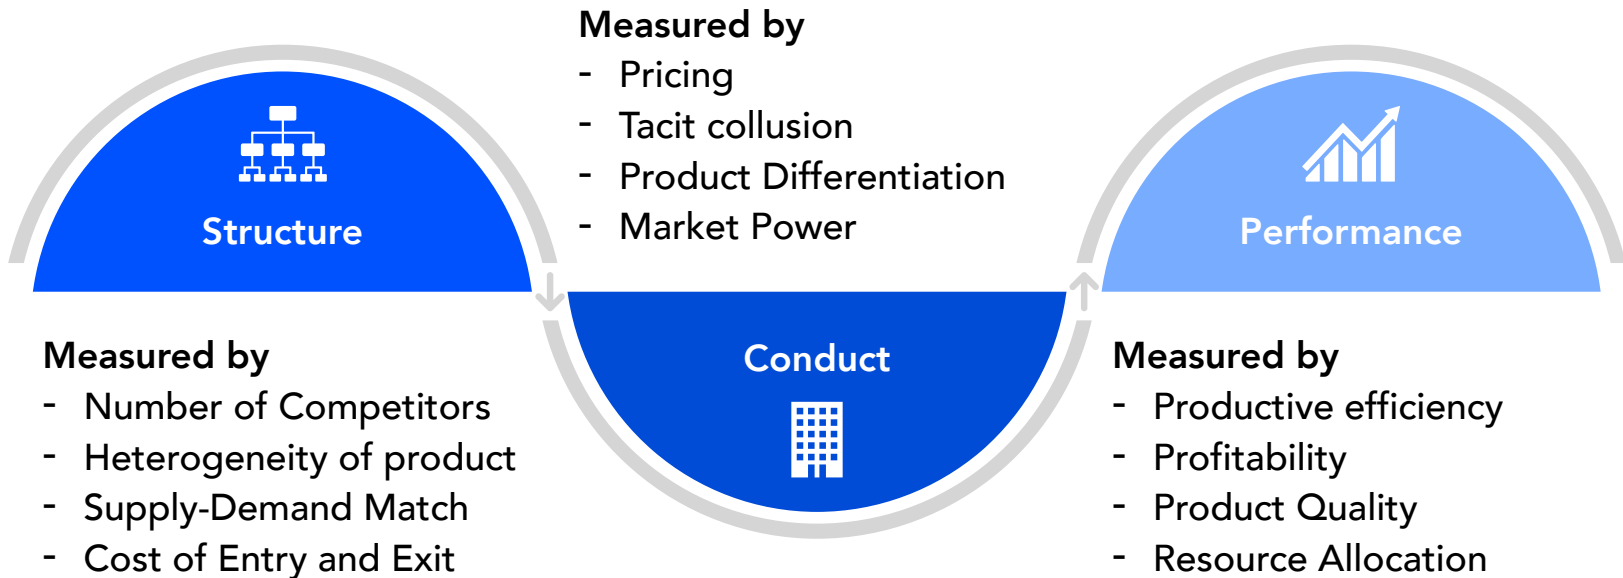 Structure
Measured by
- Number of Competitors
- Heterogeneity of product
- Supply-Demand Match
- Cost of Entry and Exit
Measured by
- Pricing
- Tacit collusion
- Product Differentiation
- Market Power
Conduct
Performance
Measured by
- Productive efficiency
- Profitability
- Product Quality
- Resource Allocation